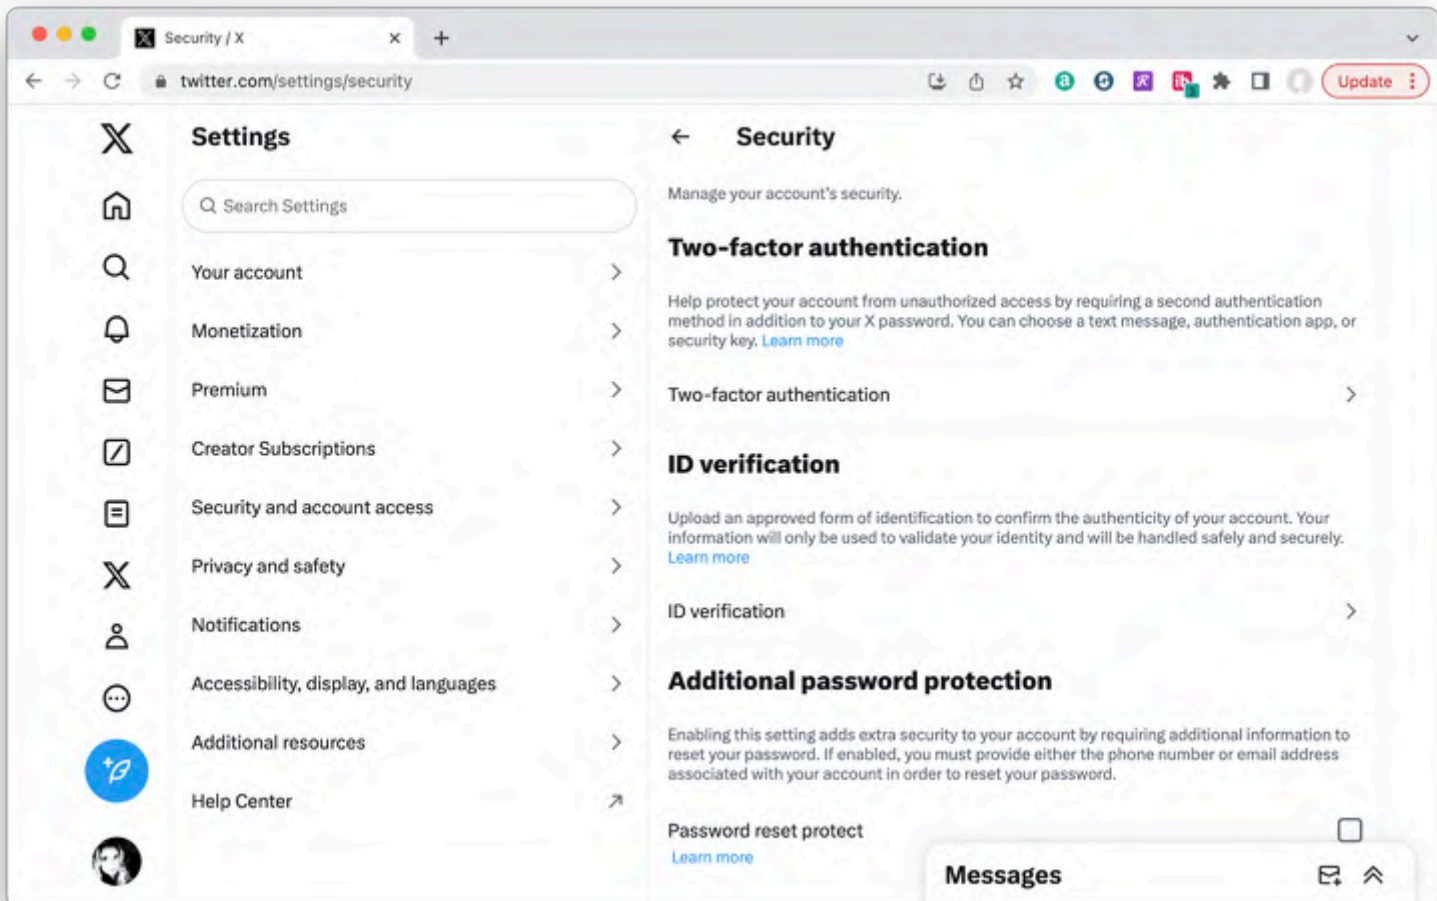 Security / X
twitter.com/settings/security
Update
Settings
Search Settings
Your account
Monetization
Premium
Creator Subscriptions
Security and account access
Privacy and safety
Notifications
Accessibility, display, and languages
Additional resources
Help Center
Security
Manage your account's security.
Two-factor authentication
Help protect your account from unauthorized access by requiring a second authentication
method in addition to your X password. You can choose a text message, authentication app, or
security key. Learn more
Two-factor authentication
ID verification
Upload an approved form of identification to confirm the authenticity of your account. Your
information will only be used to validate your identity and will be handled safely and securely.
Learn more
ID verification
Additional password protection
Enabling this setting adds extra security to your account by requiring additional information to
reset your password. If enabled, you must provide either the phone number or email address
associated with your account in order to reset your password.
Password reset protect
Learn more
Messages